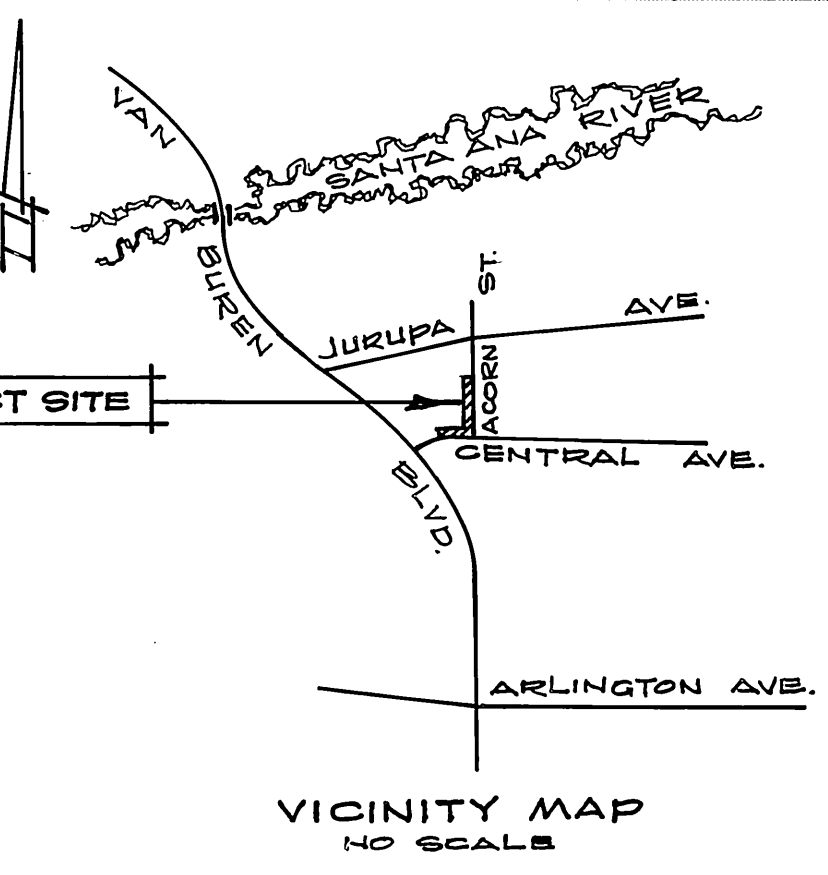 VAN
SANTA ANA RIVER
BUREN
ST.
JURUPA AVE.
CT SITE
ACORN
CENTRAL AVE.
BLVD.
ARLINGTON AVE.
VICINITY MAP
NO SCALE